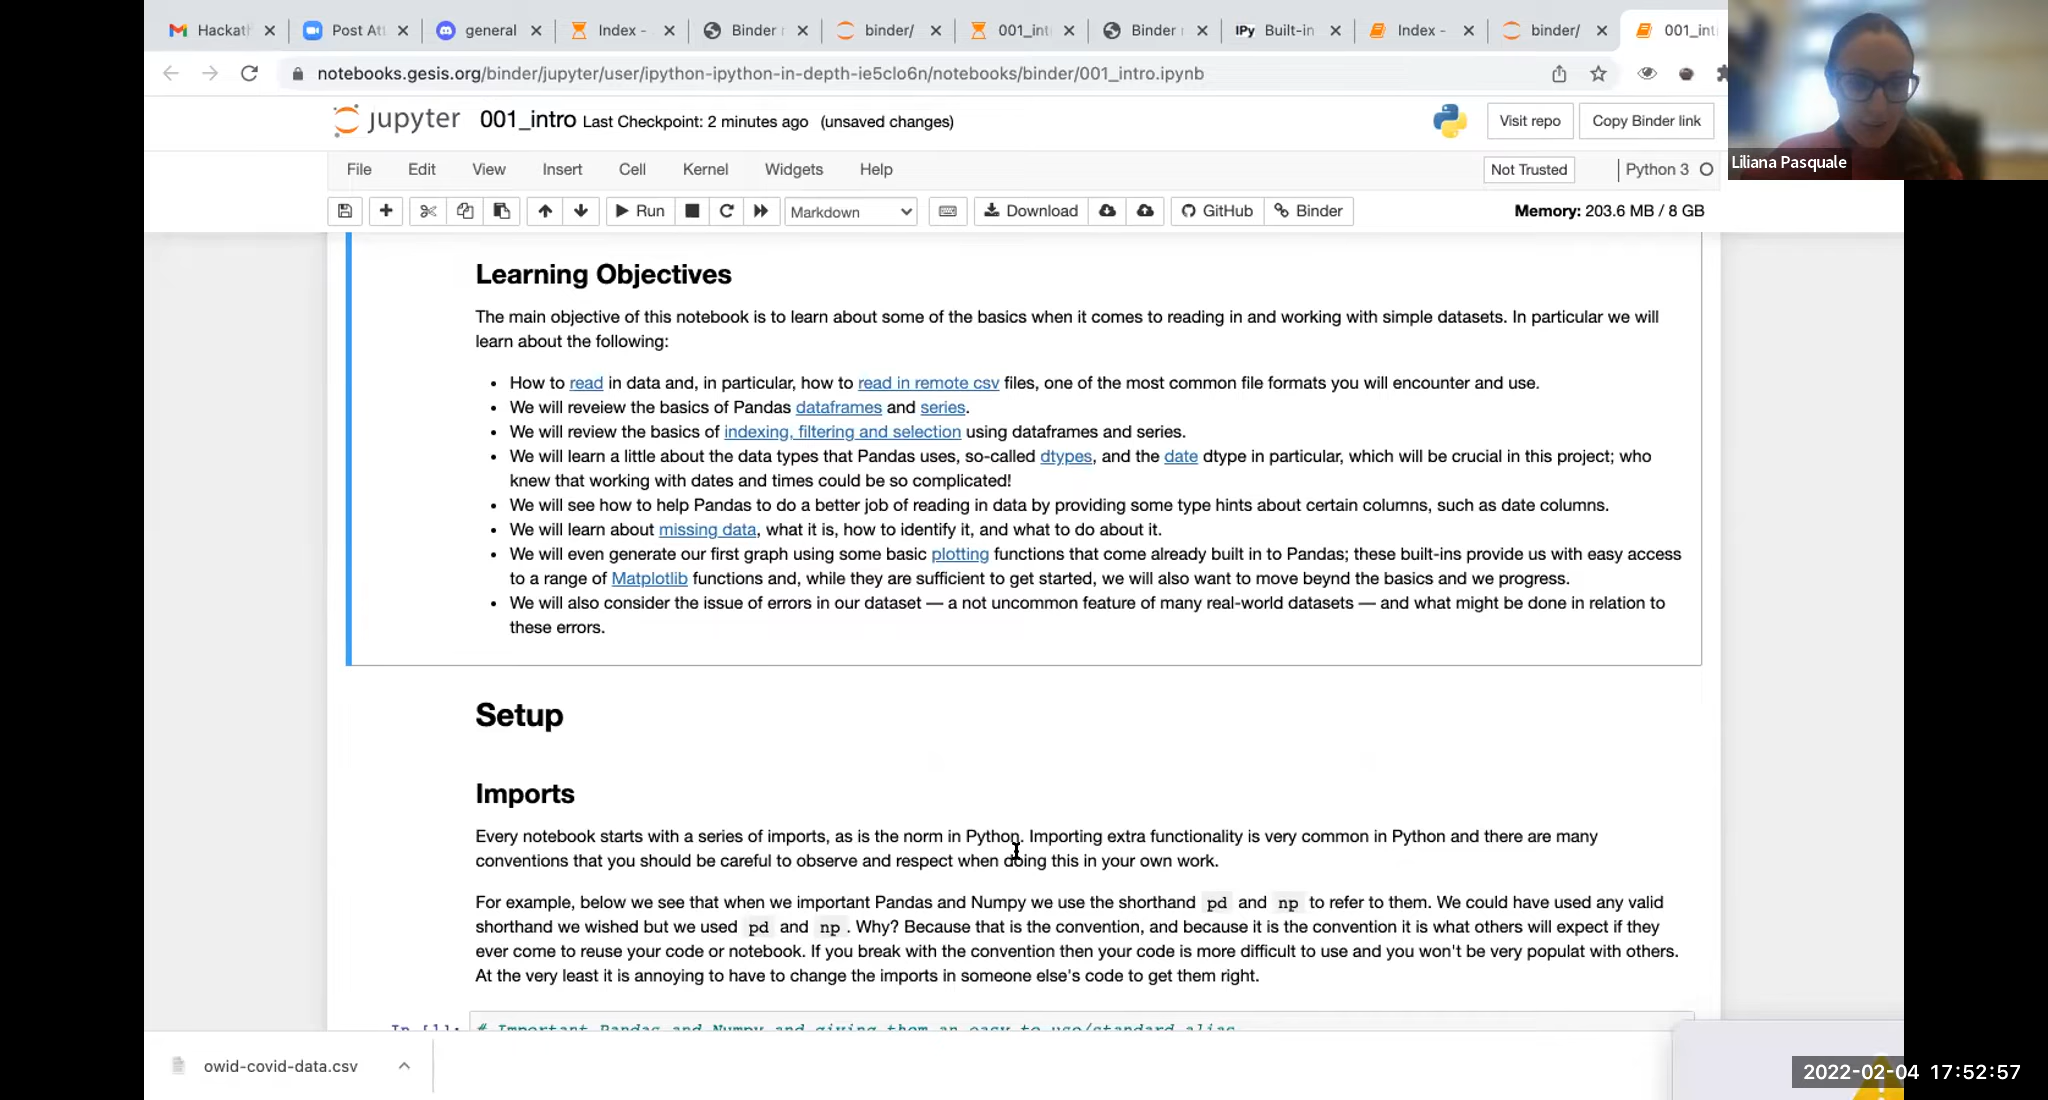 Hackath
Post At
general
Index -
Binder
binder/
001_int
Binder
IPy Built-in
Index -
binder/
001_int
notebooks.gesis.org/binder/jupyter/user/ipython-ipython-in-depth-ie5clo6n/notebooks/binder/001_intro.ipynb
jupyter 001_intro Last Checkpoint: 2 minutes ago (unsaved changes)
Visit repo
Copy Binder link
Liliana Pasquale
File Edit View Insert Cell Kernel Widgets Help
Not Trusted
Python 3
Run
Markdown
Download
GitHub
Binder
Memory: 203.6 MB / 8 GB
Learning Objectives
The main objective of this notebook is to learn about some of the basics when it comes to reading in and working with simple datasets. In particular we will
learn about the following:
• How to read in data and, in particular, how to read in remote csv files, one of the most common file formats you will encounter and use.
• We will reveiew the basics of Pandas dataframes and series.
• We will review the basics of indexing, filtering and selection using dataframes and series.
• We will learn a little about the data types that Pandas uses, so-called dtypes, and the date dtype in particular, which will be crucial in this project; who
knew that working with dates and times could be so complicated!
• We will see how to help Pandas to do a better job of reading in data by providing some type hints about certain columns, such as date columns.
• We will learn about missing data, what it is, how to identify it, and what to do about it.
• We will even generate our first graph using some basic plotting functions that come already built in to Pandas; these built-ins provide us with easy access
to a range of Matplotlib functions and, while they are sufficient to get started, we will also want to move beynd the basics and we progress.
• We will also consider the issue of errors in our dataset — a not uncommon feature of many real-world datasets — and what might be done in relation to
these errors.
Setup
Imports
Every notebook starts with a series of imports, as is the norm in Python. Importing extra functionality is very common in Python and there are many
conventions that you should be careful to observe and respect when doing this in your own work.
For example, below we see that when we important Pandas and Numpy we use the shorthand pd and np to refer to them. We could have used any valid
shorthand we wished but we used pd and np . Why? Because that is the convention, and because it is the convention it is what others will expect if they
ever come to reuse your code or notebook. If you break with the convention then your code is more difficult to use and you won't be very populat with others.
At the very least it is annoying to have to change the imports in someone else's code to get them right.
In [1]: # Important Pandas and Numpy and giving them an easy to use/standard alias
owid-covid-data.csv
2022-02-04 17:52:57